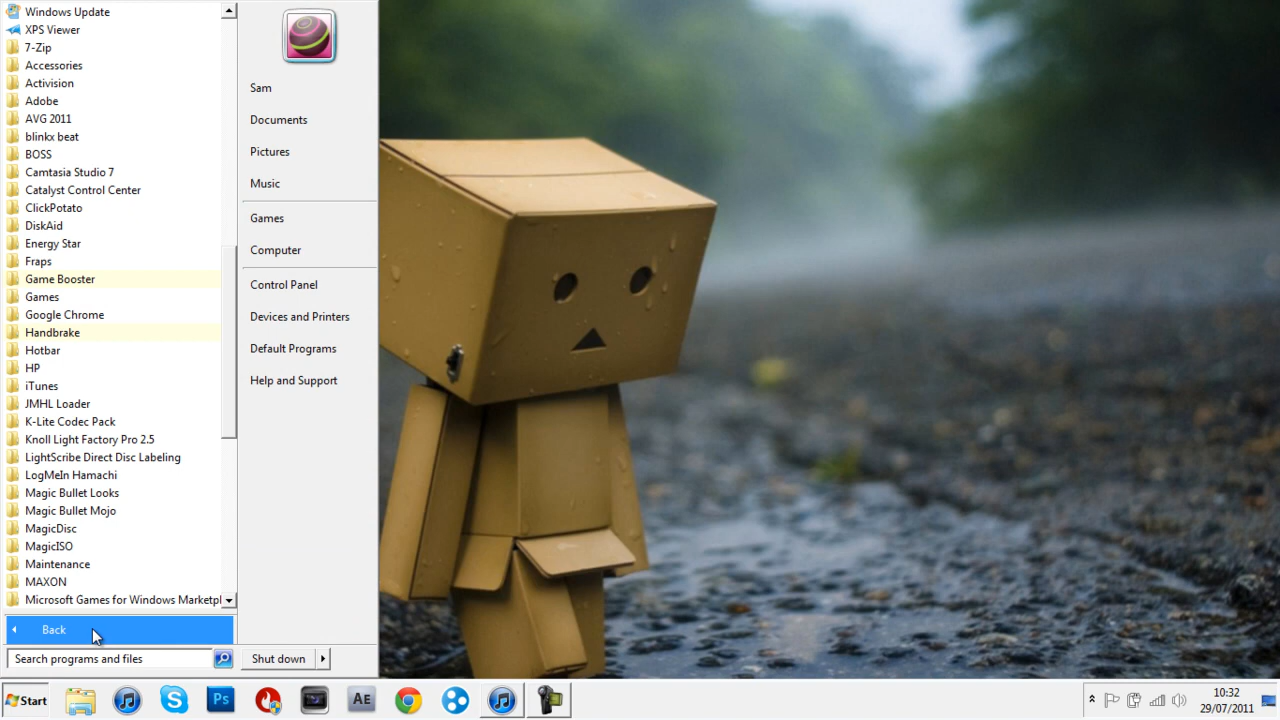 Windows Update
XPS Viewer
7-Zip
Accessories
Activision
Adobe
AVG 2011
blinkx beat
BOSS
Camtasia Studio 7
Catalyst Control Center
ClickPotato
DiskAid
Energy Star
Fraps
Game Booster
Games
Google Chrome
Handbrake
Hotbar
HP
iTunes
JMHL Loader
K-Lite Codec Pack
Knoll Light Factory Pro 2.5
LightScribe Direct Disc Labeling
LogMeIn Hamachi
Magic Bullet Looks
Magic Bullet Mojo
MagicDisc
MagicISO
Maintenance
MAXON
Microsoft Games for Windows Marketpl
Back
Search programs and files
Sam
Documents
Pictures
Music
Games
Computer
Control Panel
Devices and Printers
Default Programs
Help and Support
Shut down
Start
Ps
AE
10:32
29/07/2011